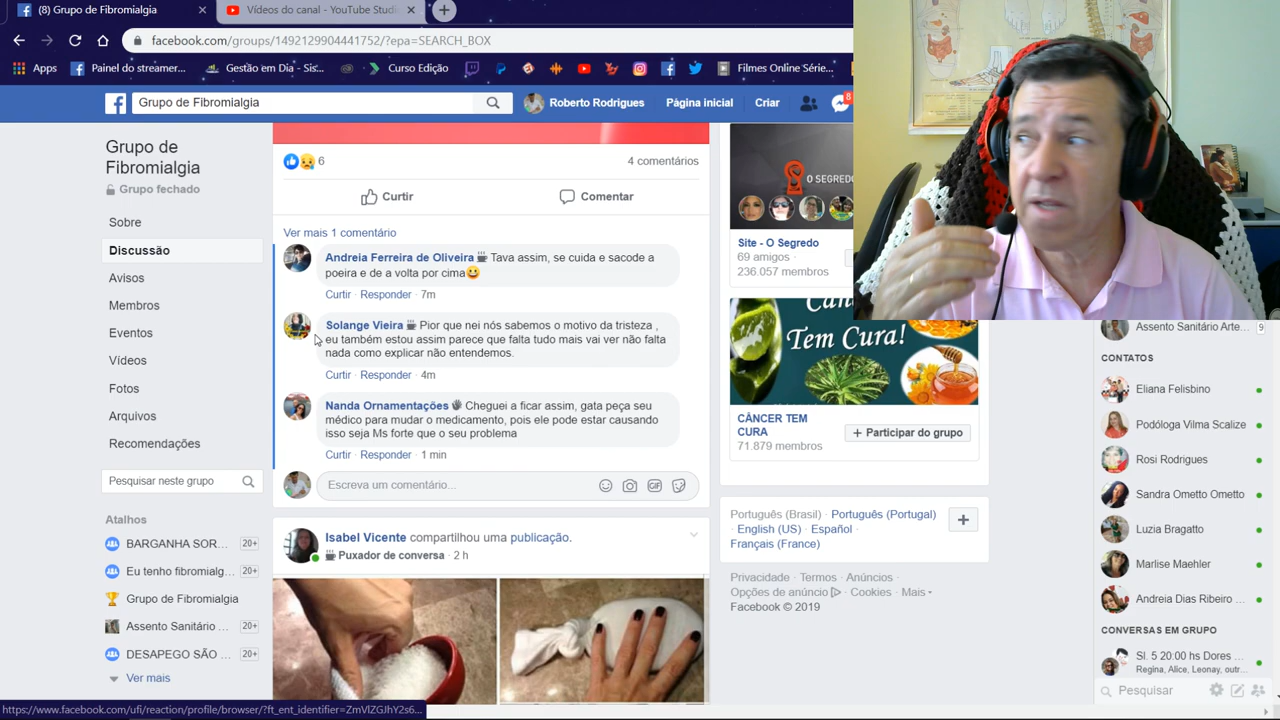 (8) Grupo de Fibromialgia
Vídeos do canal - YouTube Studi
facebook.com/groups/1492129904441752/?epa=SEARCH_BOX
Apps
Painel do streamer...
Gestão em Dia - Sis...
Curso Edição
Filmes Online Série...
Grupo de Fibromialgia
Roberto Rodrigues
Página inicial
Criar
8
Grupo de
Fibromialgia
Grupo fechado
Sobre
Discussão
Avisos
Membros
Eventos
Vídeos
Fotos
Arquivos
Recomendações
Pesquisar neste grupo
Atalhos
BARGANHA SOR... 20+
Eu tenho fibromialg... 20+
Grupo de Fibromialgia
Assento Sanitário ... 20+
DESAPEGO SÃO ... 20+
Ver mais
6
4 comentários
Curtir
Comentar
Ver mais 1 comentário
Andreia Ferreira de Oliveira Tava assim, se cuida e sacode a
poeira e de a volta por cima
Curtir · Responder · 7m
Solange Vieira Pior que nei nós sabemos o motivo da tristeza ,
eu também estou assim parece que falta tudo mais vai ver não falta
nada como explicar não entendemos.
Curtir · Responder · 4m
Nanda Ornamentações Cheguei a ficar assim, gata peça seu
médico para mudar o medicamento, pois ele pode estar causando
isso seja Ms forte que o seu problema
Curtir · Responder · 1 min
Escreva um comentário...
GIF
Isabel Vicente compartilhou uma publicação.
Puxador de conversa · 2 h
O SEGREDO
Site - O Segredo
69 amigos ·
236.057 membros
Tem Cura!
CÂNCER TEM
CURA
71.879 membros
+ Participar do grupo
Português (Brasil) · Português (Portugal)
· English (US) · Español ·
Français (France)
Privacidade · Termos · Anúncios ·
Opções de anúncio · Cookies · Mais
Facebook © 2019
Assento Sanitário Arte... 9
CONTATOS
Eliana Felisbino
Podóloga Vilma Scalize
Rosi Rodrigues
Sandra Ometto Ometto
Luzia Bragatto
Marlise Maehler
Andreia Dias Ribeiro ...
CONVERSAS EM GRUPO
Sl. 5 20:00 hs Dores ...
Regina, Alice, Leonay, outr...
Pesquisar
https://www.facebook.com/ufi/reaction/profile/browser/?ft_ent_identifier=ZmVlZGJhY2s6...